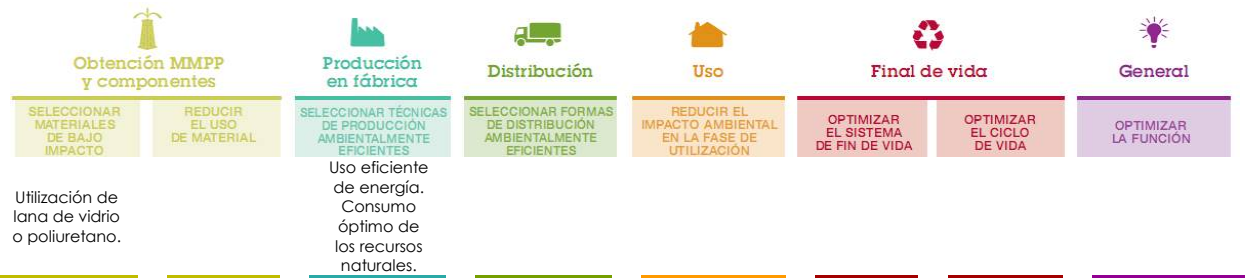 Obtención MMPP
y componentes
Producción
en fábrica
Distribución
Uso
Final de vida
General
SELECCIONAR
MATERIALES
DE BAJO
IMPACTO
REDUCIR
EL USO
DE MATERIAL
SELECCIONAR TÉCNICAS
DE PRODUCCIÓN
AMBIENTALMENTE
EFICIENTES
SELECCIONAR FORMAS
DE DISTRIBUCIÓN
AMBIENTALMENTE
EFICIENTES
REDUCIR EL
IMPACTO AMBIENTAL
EN LA FASE DE
UTILIZACIÓN
OPTIMIZAR
EL SISTEMA
DE FIN DE VIDA
OPTIMIZAR
EL CICLO
DE VIDA
OPTIMIZAR
LA FUNCIÓN
Utilización de
lana de vidrio
o poliuretano.
Uso eficiente
de energía.
Consumo
óptimo de
los recursos
naturales.